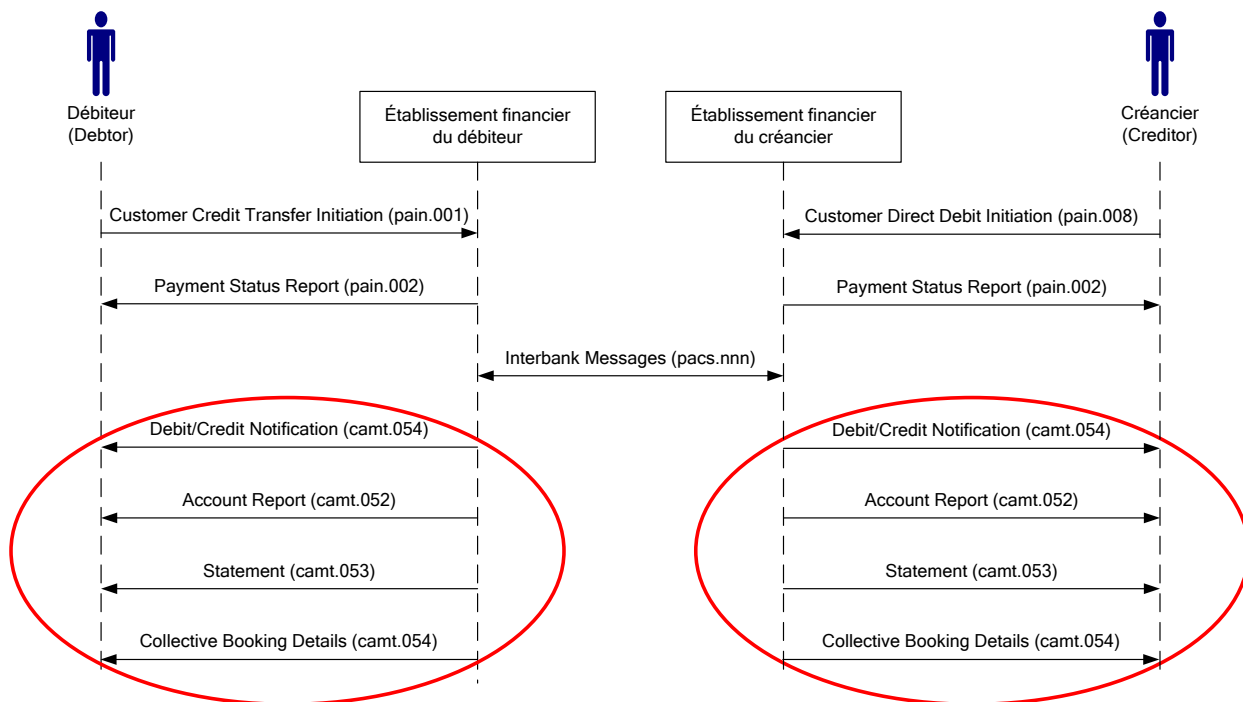 Débiteur
(Debtor)
Établissement financier
du débiteur
Établissement financier
du créancier
Créancier
(Creditor)
Customer Credit Transfer Initiation (pain.001)
Customer Direct Debit Initiation (pain.008)
Payment Status Report (pain.002)
Payment Status Report (pain.002)
Interbank Messages (pacs.nnn)
Debit/Credit Notification (camt.054)
Debit/Credit Notification (camt.054)
Account Report (camt.052)
Account Report (camt.052)
Statement (camt.053)
Statement (camt.053)
Collective Booking Details (camt.054)
Collective Booking Details (camt.054)